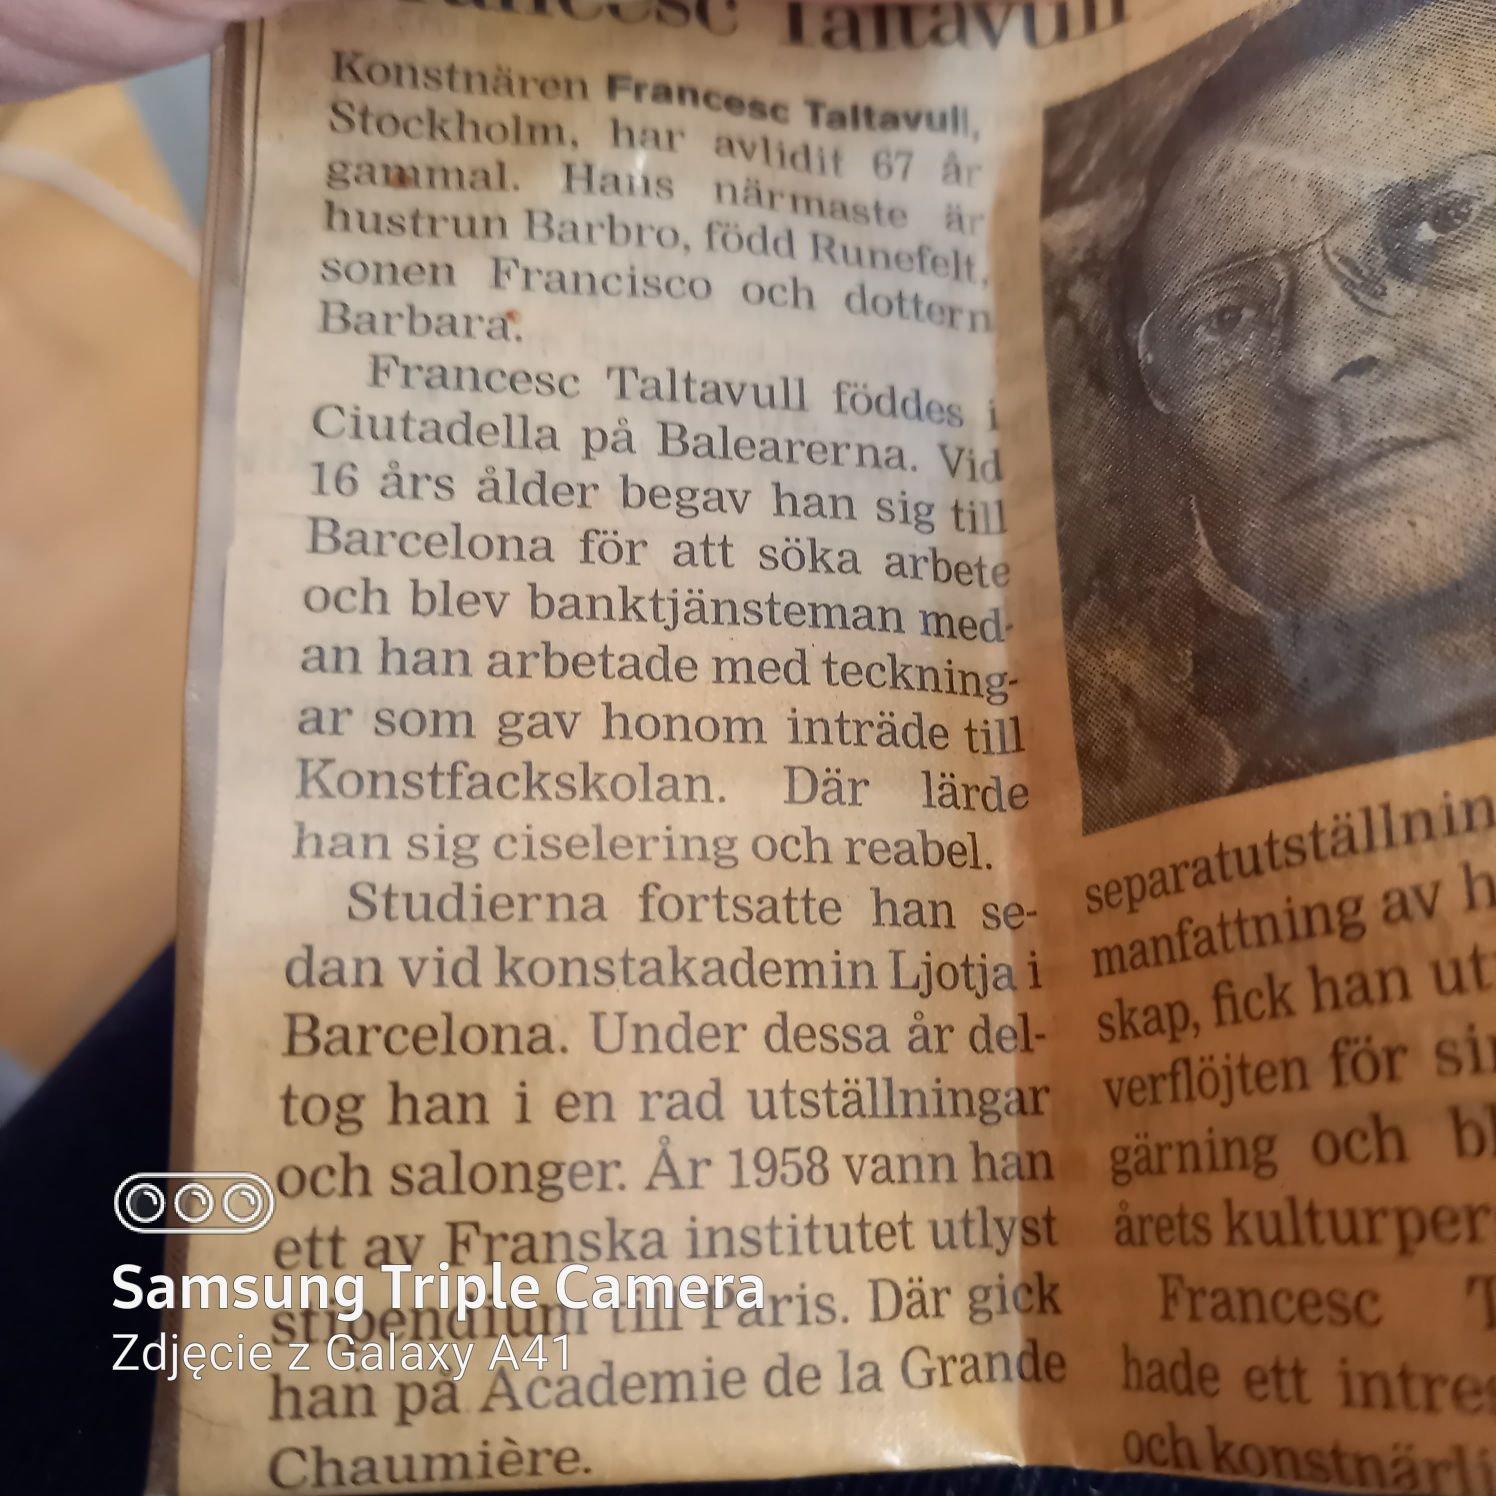 Francesc Taltavull
Konstnären Francesc Taltavull,
Stockholm, har avlidit 67 år
gammal. Hans närmaste är
hustrun Barbro, född Runefelt,
sonen Francisco och dottern
Barbara.
Francesc Taltavull föddes i
Ciutadella på Balearerna. Vid
16 års ålder begav han sig till
Barcelona för att söka arbete
och blev banktjänsteman med-
an han arbetade med teckning-
ar som gav honom inträde till
Konstfackskolan. Där lärde
han sig ciselering och reabel.
Studierna fortsatte han se-
dan vid konstakademin Ljotja i
Barcelona. Under dessa år del-
tog han i en rad utställningar
och salonger. År 1958 vann han
ett av Franska institutet utlyst
stipendium till Paris. Där gick
han på Academie de la Grande
Chaumière.
separatutställnin
manfattning av h
skap, fick han ut
verflöjten för si
gärning och bl
årets kulturper
Francesc T
hade ett intres
och konstnärli
Samsung Triple Camera
Zdjęcie z Galaxy A41